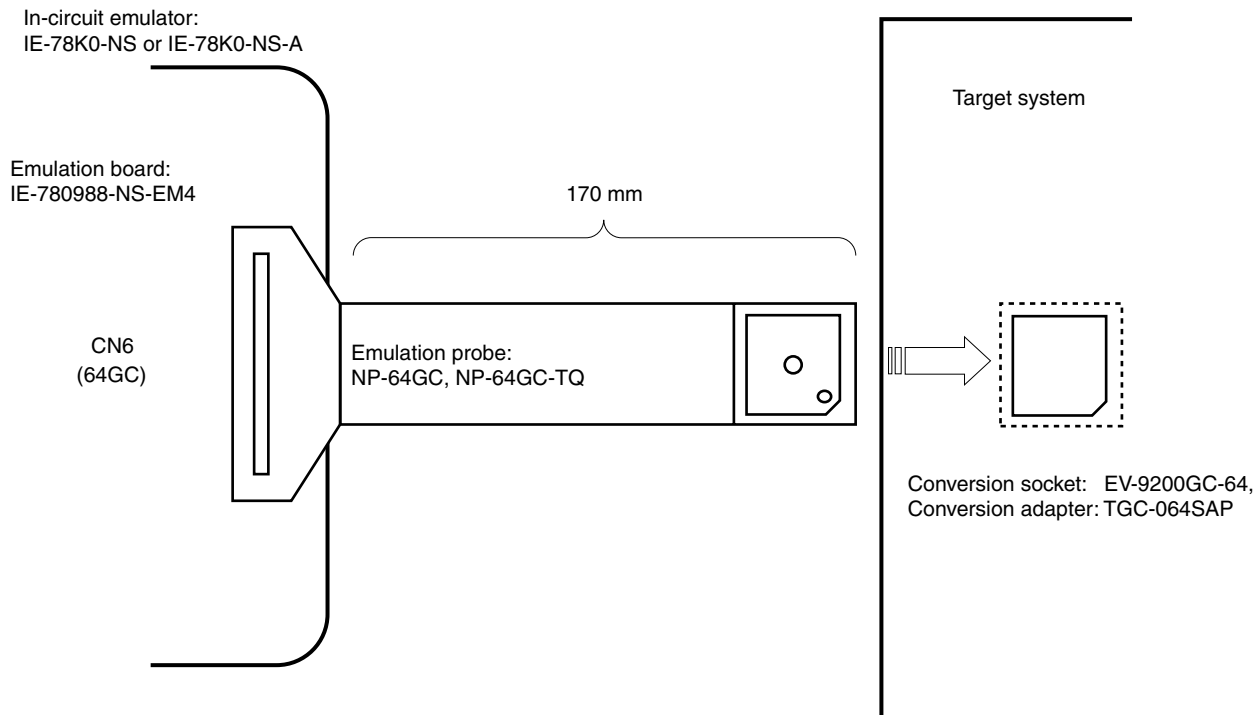 In-circuit emulator:
IE-78K0-NS or IE-78K0-NS-A
Target system
Emulation board:
IE-780988-NS-EM4
170 mm
CN6
(64GC)
Emulation probe:
NP-64GC, NP-64GC-TQ
Conversion socket: EV-9200GC-64,
Conversion adapter: TGC-064SAP